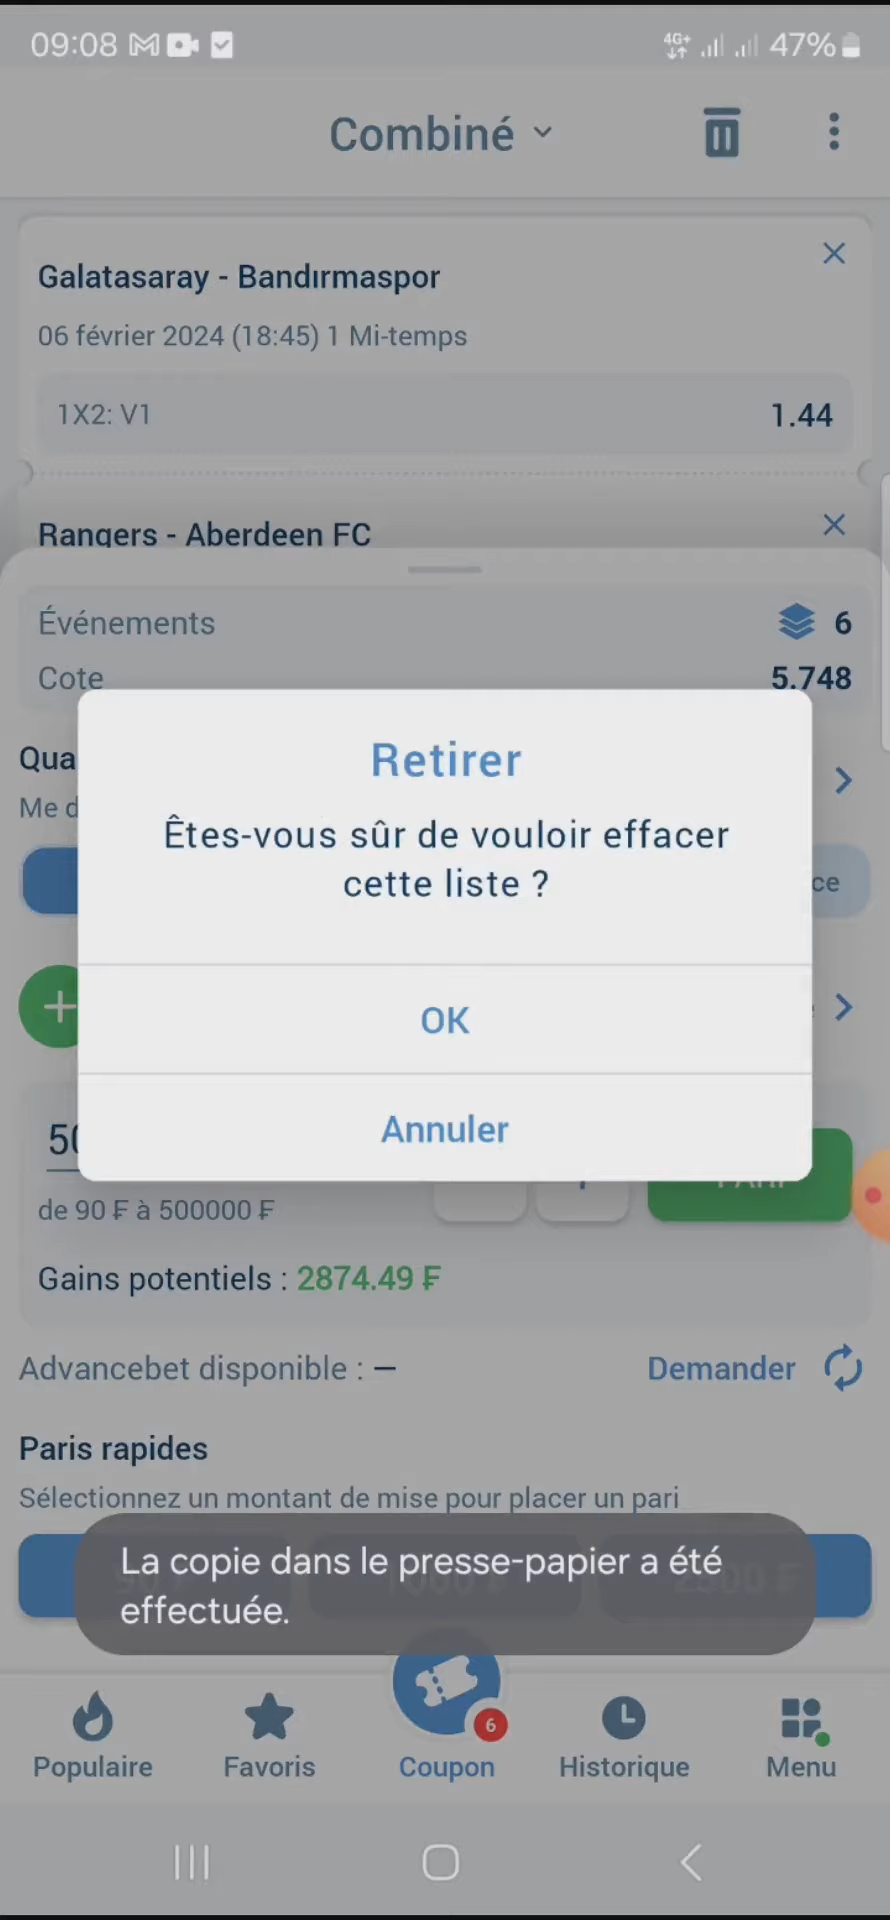 09:08
4G+
47%
Combiné
Galatasaray - Bandırmaspor
06 février 2024 (18:45) 1 Mi-temps
1X2: V1 1.44
Rangers - Aberdeen FC
Événements 6
Cote 5.748
Retirer
Êtes-vous sûr de vouloir effacer
cette liste ?
OK
Annuler
de 90 ₣ à 500000 ₣
Gains potentiels : 2874.49 ₣
Advancebet disponible : — Demander
Paris rapides
Sélectionnez un montant de mise pour placer un pari
La copie dans le presse-papier a été
effectuée.
6
Populaire Favoris Coupon Historique Menu